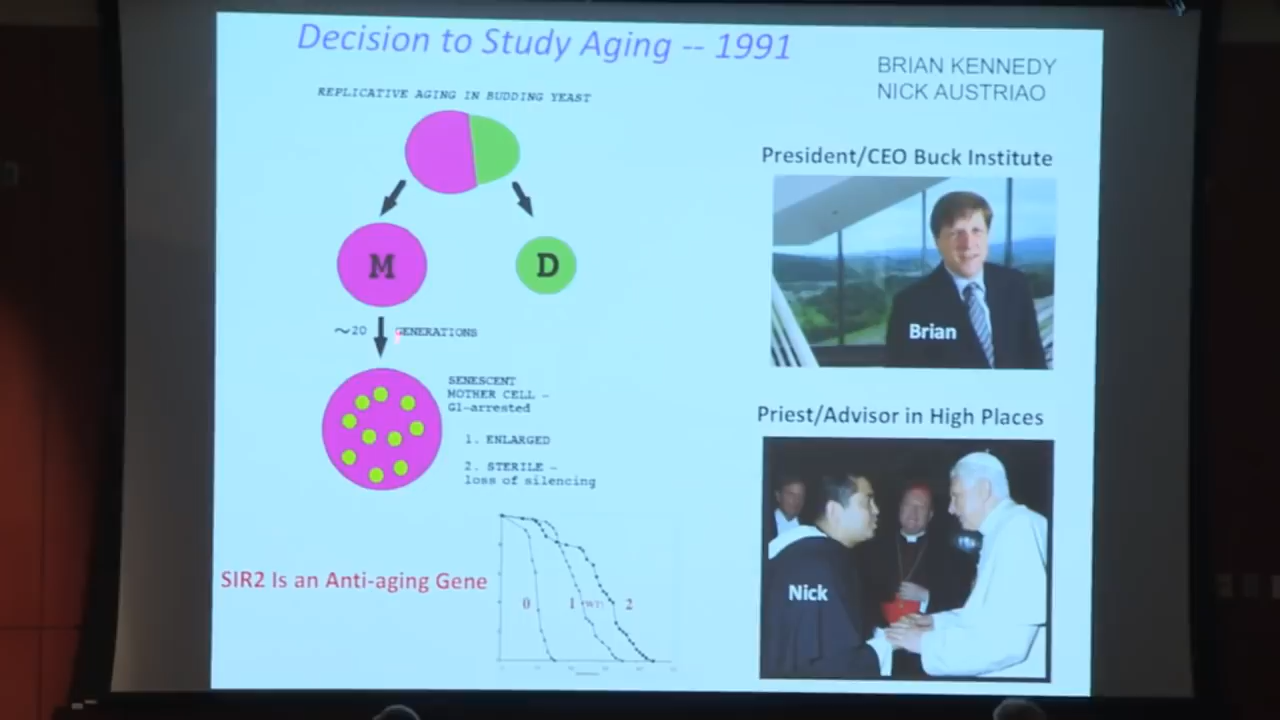 Decision to Study Aging -- 1991
BRIAN KENNEDY
NICK AUSTRIAO
REPLICATIVE AGING IN BUDDING YEAST
M
D
~20 GENERATIONS
SENESCENT
MOTHER CELL -
G1-arrested
1. ENLARGED
2. STERILE -
loss of silencing
SIR2 Is an Anti-aging Gene
0
1 (WT)
2
President/CEO Buck Institute
Brian
Priest/Advisor in High Places
Nick